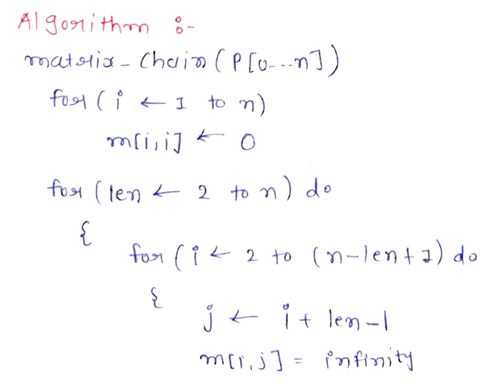 Algorithm :-
matrix-chain (P[0...n])
for (i ← 1 to n)
m[i,i] ← 0
for (len ← 2 to n) do
{
for (i ← 2 to (n-len+1) do
{
j ← i + len-1
m[i,j] = infinity